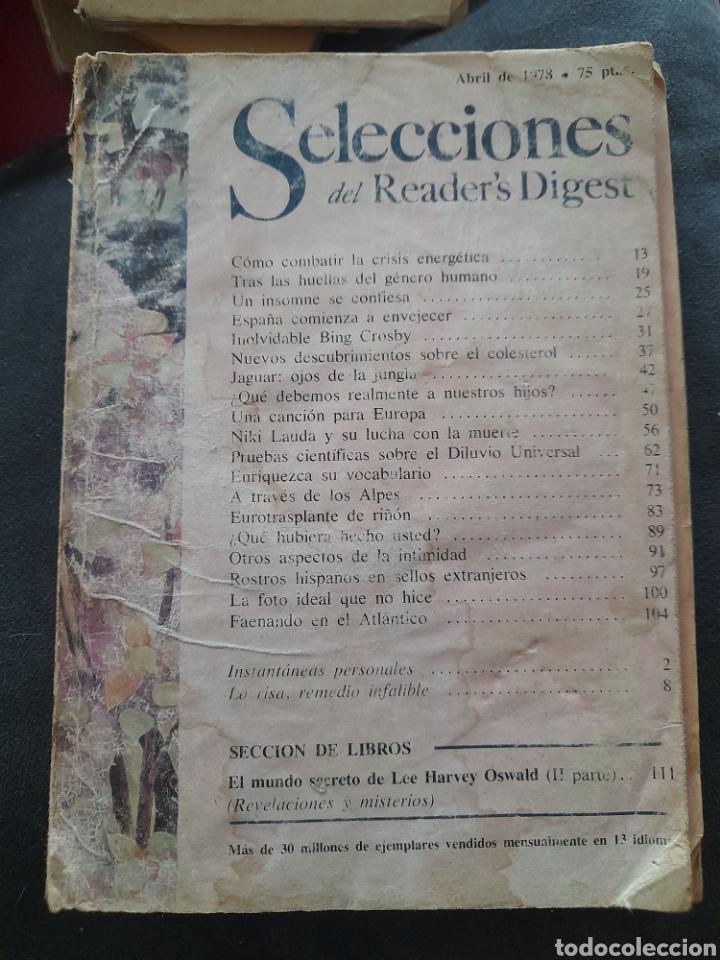 Abril de 1978 • 75 ptas.
Selecciones
del Reader's Digest
Cómo combatir la crisis energética ............ 13
Tras las huellas del género humano ............ 19
Un insomne se confiesa ............ 25
España comienza a envejecer ............ 27
Inolvidable Bing Crosby ............ 31
Nuevos descubrimientos sobre el colesterol ...... 37
Jaguar: ojos de la jungla ............ 42
¿Qué debemos realmente a nuestros hijos? ........ 47
Una canción para Europa ............ 50
Niki Lauda y su lucha con la muerte ............ 56
Pruebas científicas sobre el Diluvio Universal ... 62
Enriquezca su vocabulario ............ 71
A través de los Alpes ............ 73
Eurotrasplante de riñón ............ 83
¿Qué hubiera hecho usted? ............ 89
Otros aspectos de la intimidad ............ 91
Rostros hispanos en sellos extranjeros .......... 97
La foto ideal que no hice ............ 100
Faenando en el Atlántico ............ 104
Instantáneas personales ............ 2
La risa, remedio infalible ............ 8
SECCION DE LIBROS
El mundo secreto de Lee Harvey Oswald (II parte) .. 111
(Revelaciones y misterios)
Más de 30 millones de ejemplares vendidos mensualmente en 13 idiom
todocoleccion